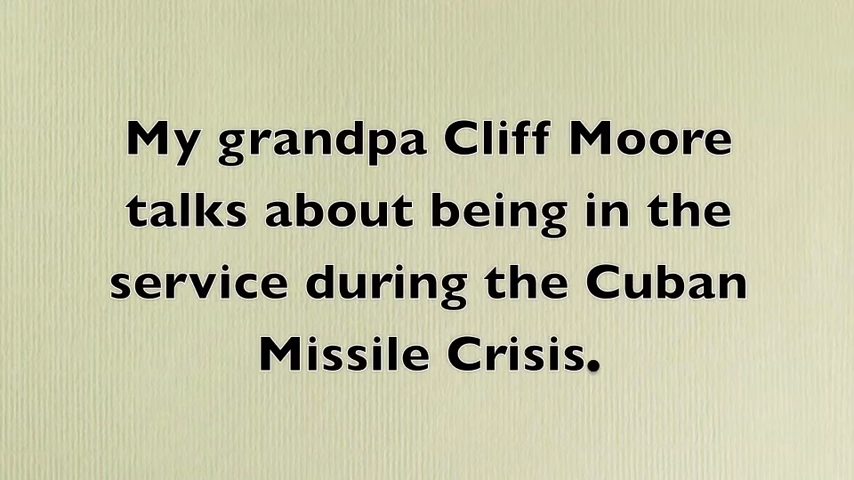 My grandpa Cliff Moore
talks about being in the
service during the Cuban
Missile Crisis.